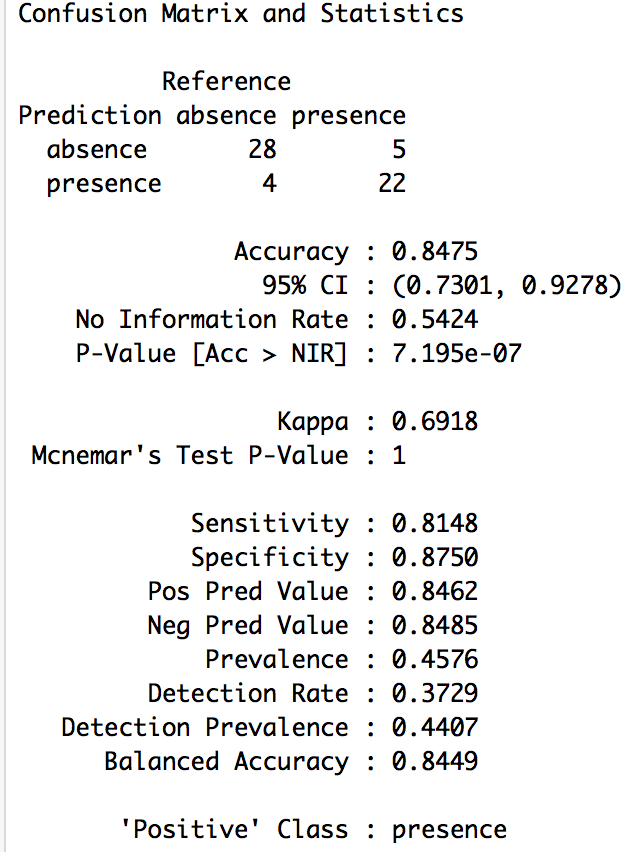 Confusion Matrix and Statistics
Reference
Prediction absence presence
absence 28 5
presence 4 22
Accuracy : 0.8475
95% CI : (0.7301, 0.9278)
No Information Rate : 0.5424
P-Value [Acc > NIR] : 7.195e-07
Kappa : 0.6918
Mcnemar's Test P-Value : 1
Sensitivity : 0.8148
Specificity : 0.8750
Pos Pred Value : 0.8462
Neg Pred Value : 0.8485
Prevalence : 0.4576
Detection Rate : 0.3729
Detection Prevalence : 0.4407
Balanced Accuracy : 0.8449
'Positive' Class : presence